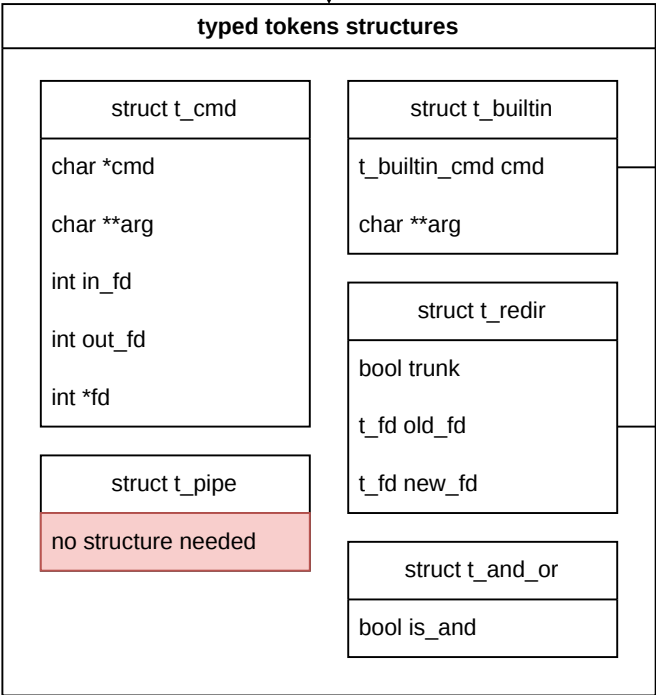 typed tokens structures
struct t_cmd
char *cmd
char **arg
int in_fd
int out_fd
int *fd
struct t_pipe
no structure needed
struct t_builtin
t_builtin_cmd cmd
char **arg
struct t_redir
bool trunk
t_fd old_fd
t_fd new_fd
struct t_and_or
bool is_and